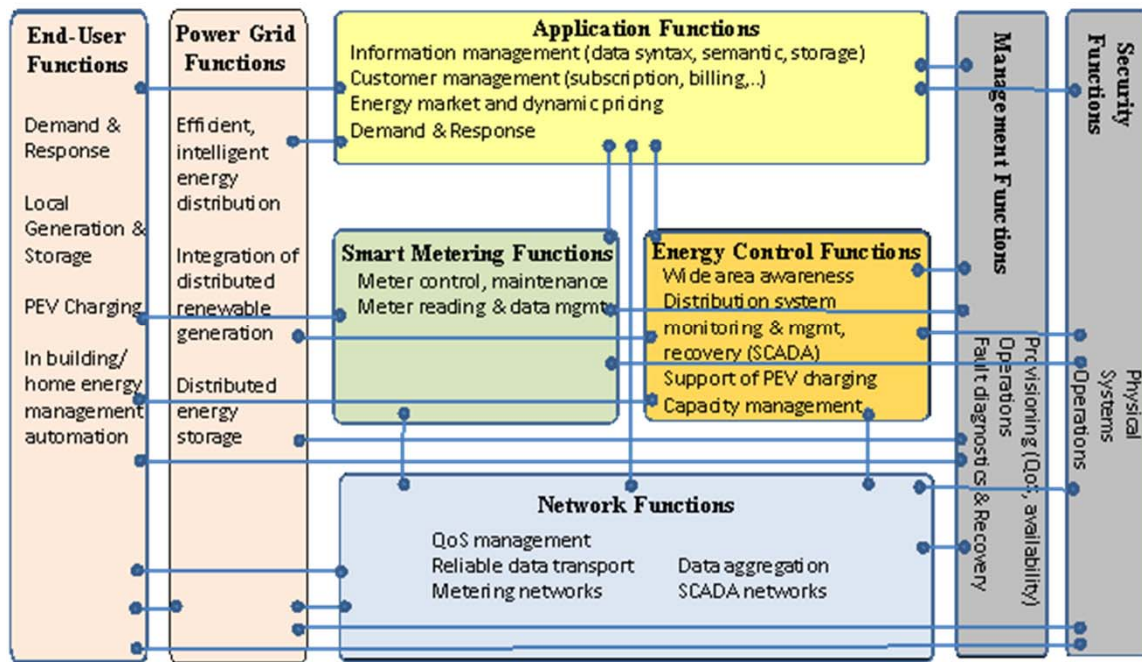 End-User
Functions
Demand &
Response
Local
Generation &
Storage
PEV Charging
In building/
home energy
management
automation
Power Grid
Functions
Efficient,
intelligent
energy
distribution
Integration of
distributed
renewable
generation
Distributed
energy
storage
Application Functions
Information management (data syntax, semantic, storage)
Customer management (subscription, billing,..)
Energy market and dynamic pricing
Demand & Response
Smart Metering Functions
Meter control, maintenance
Meter reading & data mgmt
Energy Control Functions
Wide area awareness
Distribution system
monitoring & mgmt,
recovery (SCADA)
Support of PEV charging
Capacity management
Network Functions
QoS management
Reliable data transport
Metering networks
Data aggregation
SCADA networks
Management Functions
Provisioning (QoS, availability)
Operations
Fault diagnostics & Recovery
Security
Functions
Physical
Systems
Operations